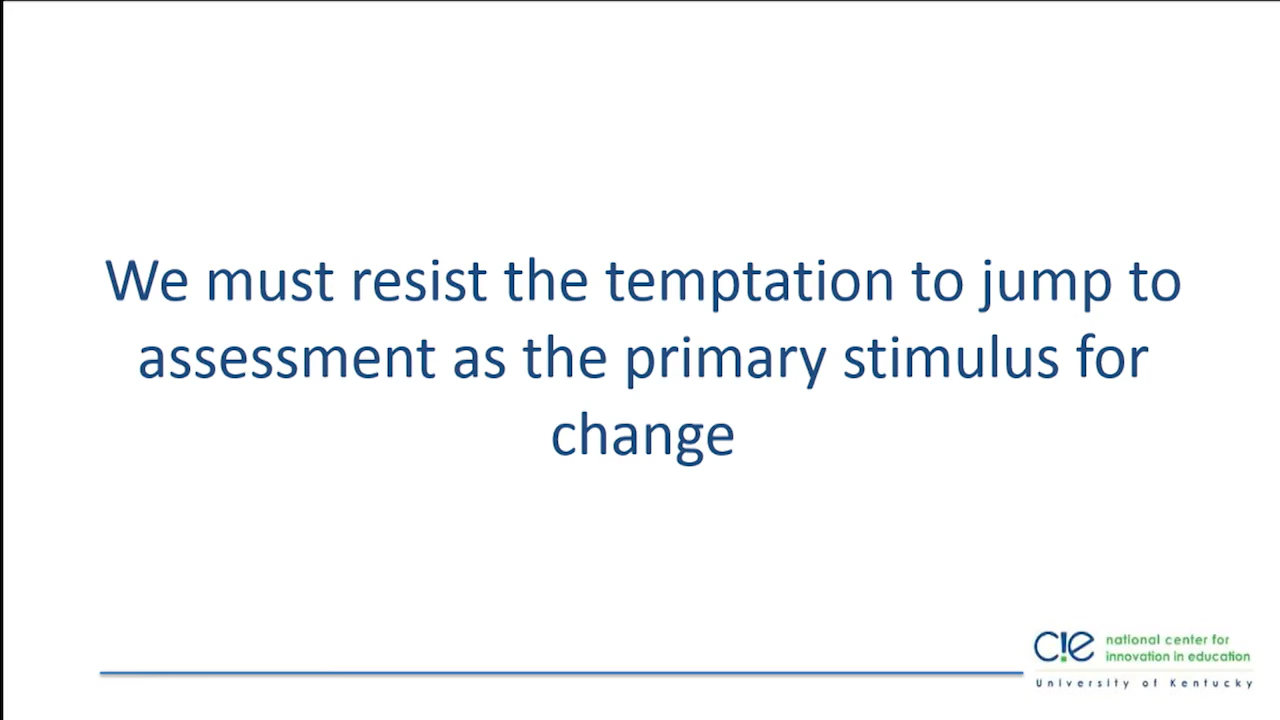 We must resist the temptation to jump to
assessment as the primary stimulus for
change
c!e national center for
innovation in education
University of Kentucky